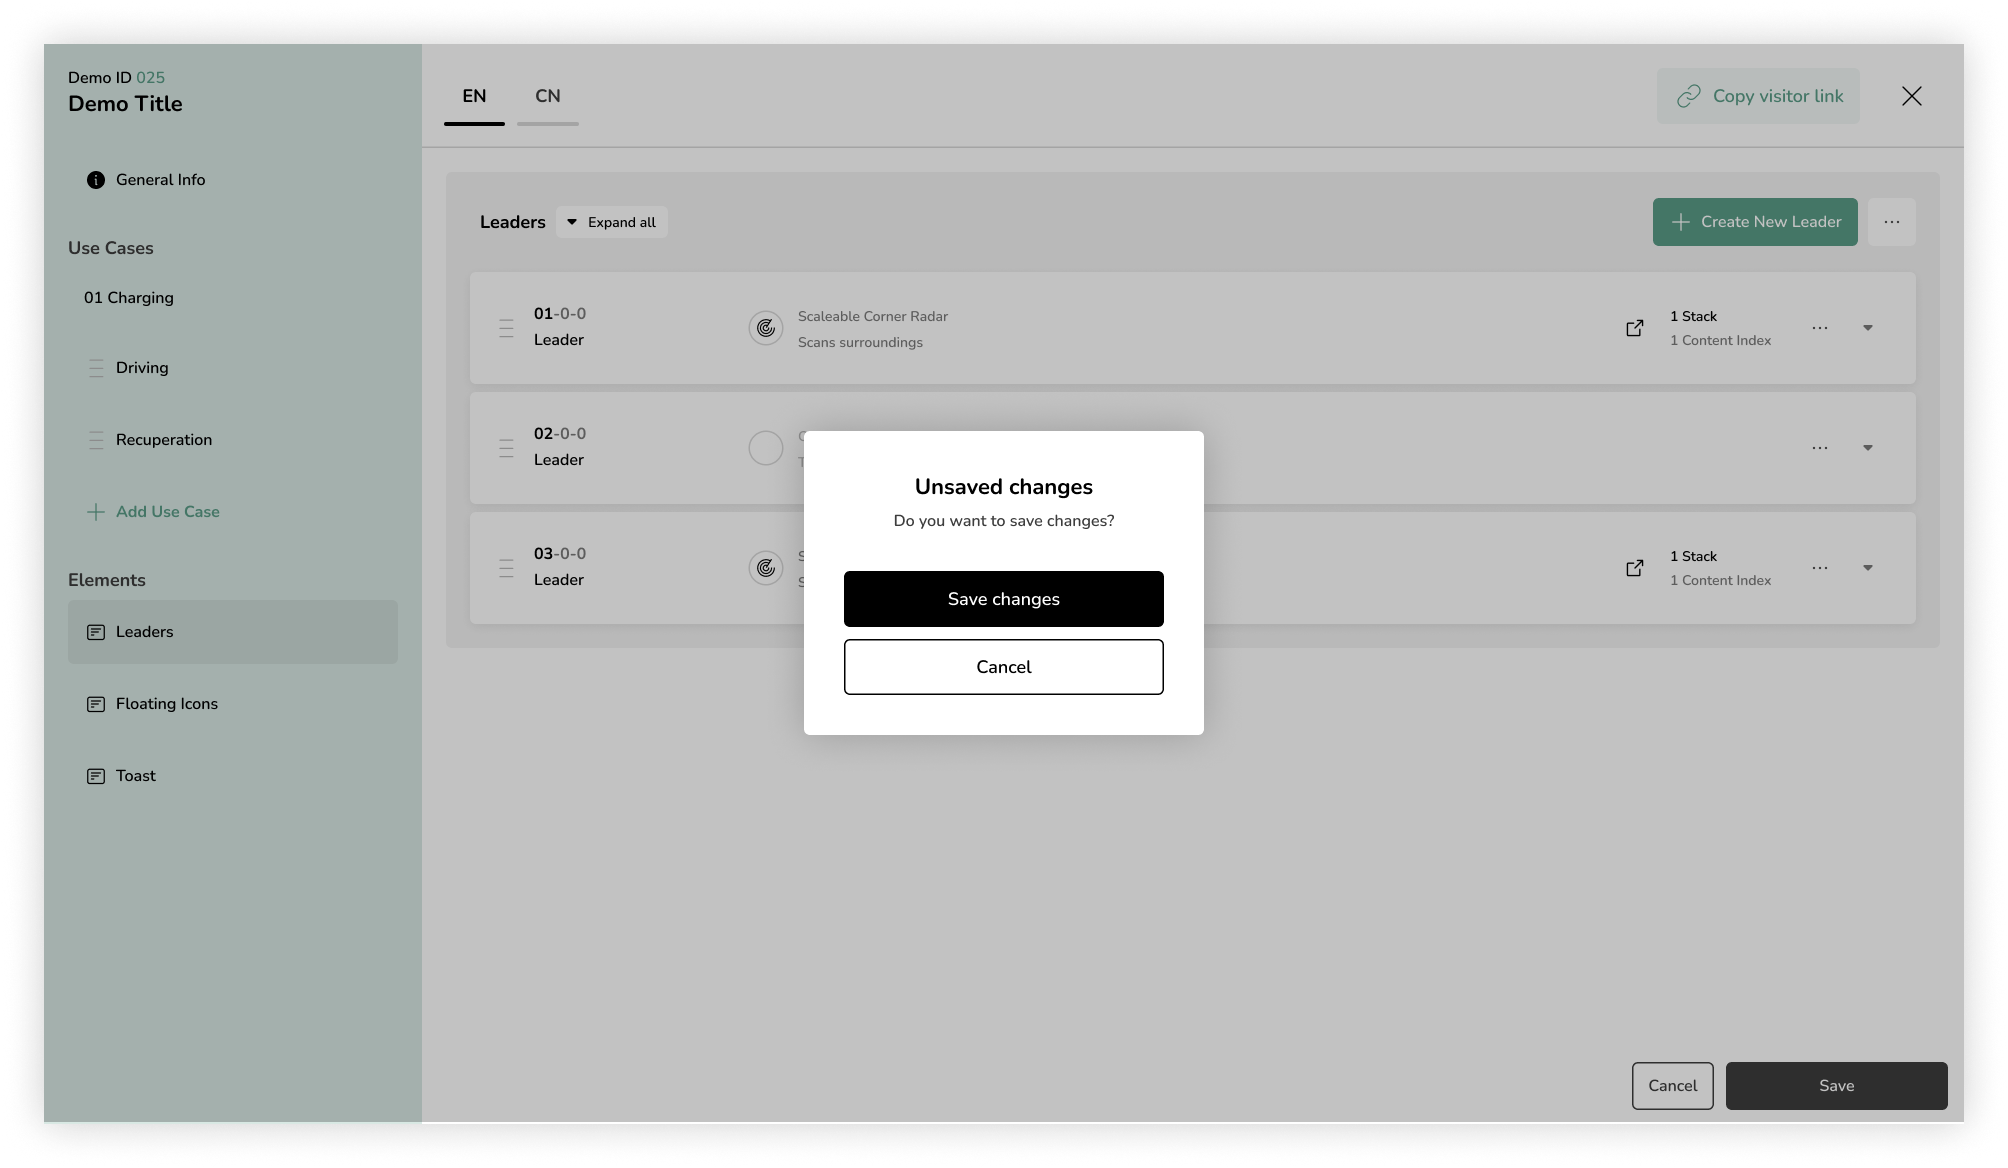 Demo ID 025
Demo Title
General Info
Use Cases
01 Charging
Driving
Recuperation
Add Use Case
Elements
Leaders
Floating Icons
Toast
EN
CN
Copy visitor link
Leaders
Expand all
Create New Leader
01-0-0
Leader
Scaleable Corner Radar
Scans surroundings
1 Stack
1 Content Index
02-0-0
Leader
03-0-0
Leader
1 Stack
1 Content Index
Unsaved changes
Do you want to save changes?
Save changes
Cancel
Cancel
Save